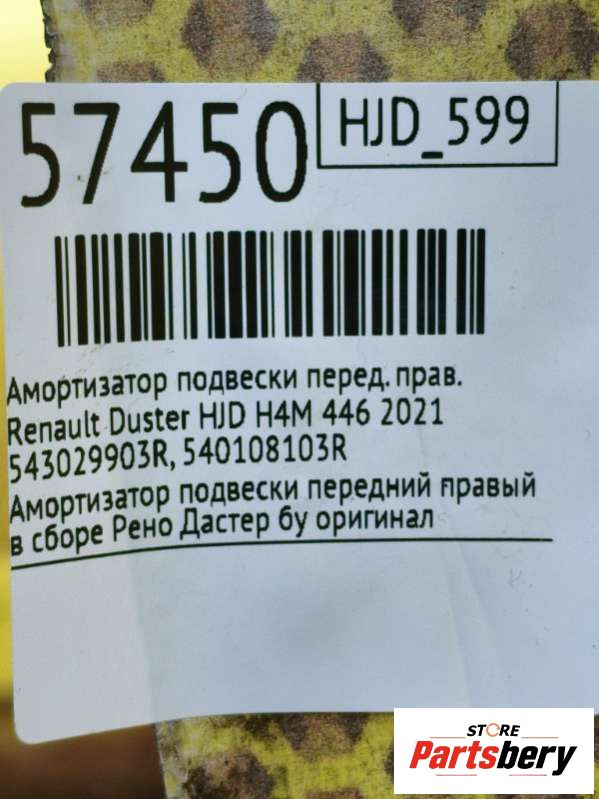 57450
HJD_599
Амортизатор подвески перед. прав.
Renault Duster HJD H4M 446 2021
543029903R, 540108103R
Амортизатор подвески передний правый
в сборе Рено Дастер бу оригинал
STORE
Partsbery